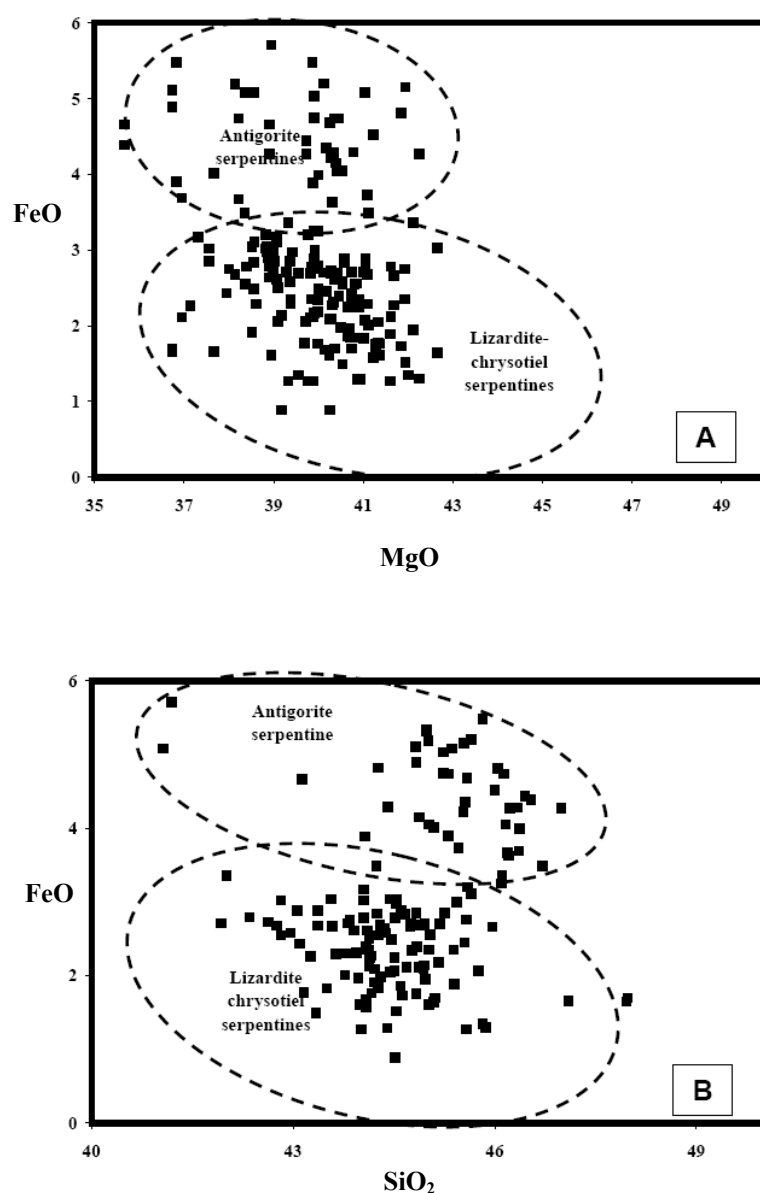 6
5
Antigorite
serpentines
4
FeO
3
2
Lizardite-
chrysotiel
serpentines
1
A
0
35 37 39 41 43 45 47 49
MgO
6
Antigorite
serpentine
4
FeO
2
Lizardite
chrysotiel
serpentines
B
0
40 43 46 49
SiO₂